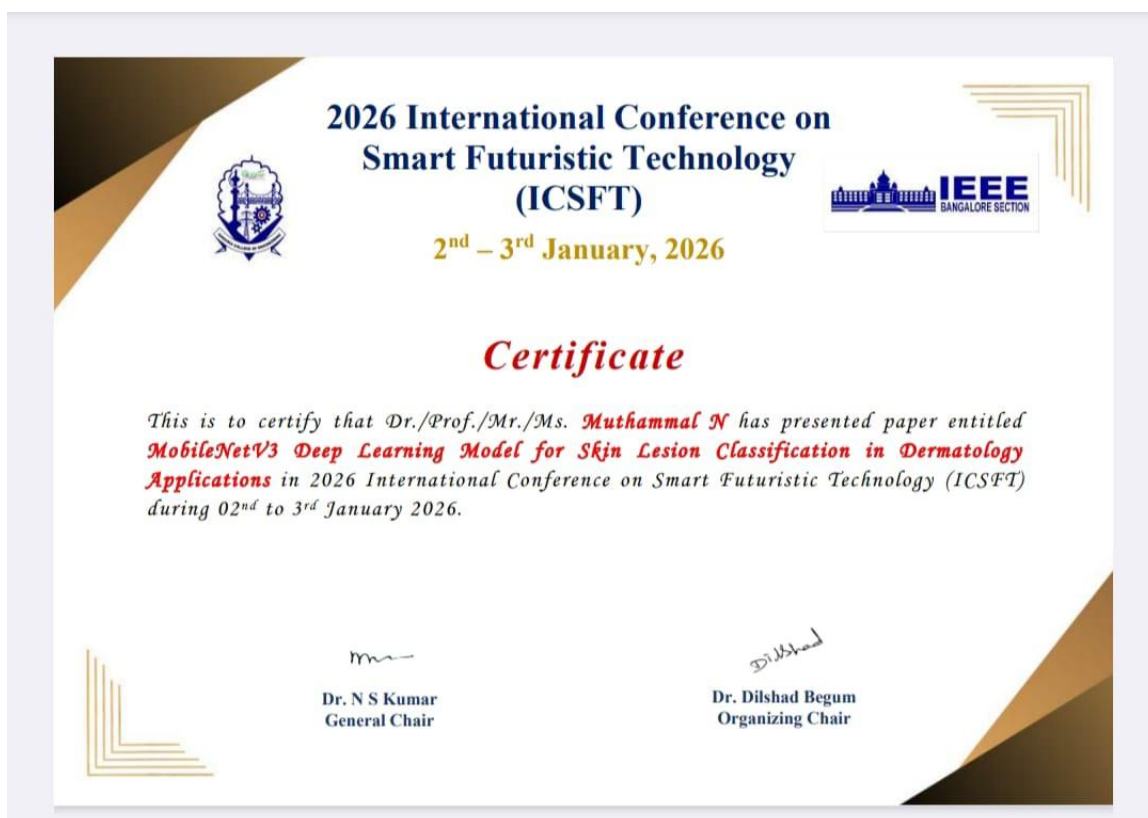 2026 International Conference on
Smart Futuristic Technology
(ICSFT)
2nd – 3rd January, 2026
IEEE
BANGALORE SECTION
Certificate
This is to certify that Dr./Prof./Mr./Ms. Muthammal N has presented paper entitled
MobileNetV3 Deep Learning Model for Skin Lesion Classification in Dermatology
Applications in 2026 International Conference on Smart Futuristic Technology (ICSFT)
during 02nd to 3rd January 2026.
Dilshad
Dr. N S Kumar
General Chair
Dr. Dilshad Begum
Organizing Chair